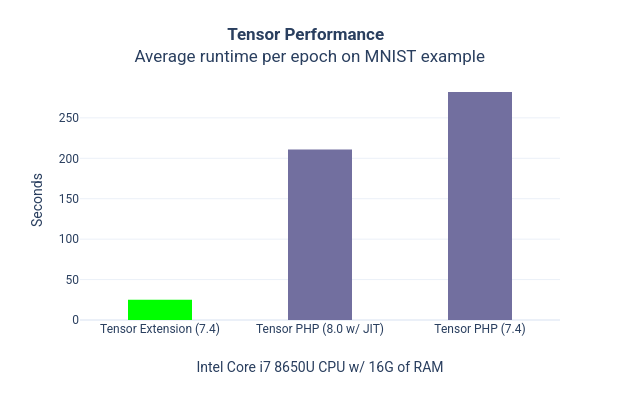 Tensor Performance
Average runtime per epoch on MNIST example
Seconds
250
200
150
100
50
0
Tensor Extension (7.4) Tensor PHP (8.0 w/ JIT) Tensor PHP (7.4)
Intel Core i7 8650U CPU w/ 16G of RAM